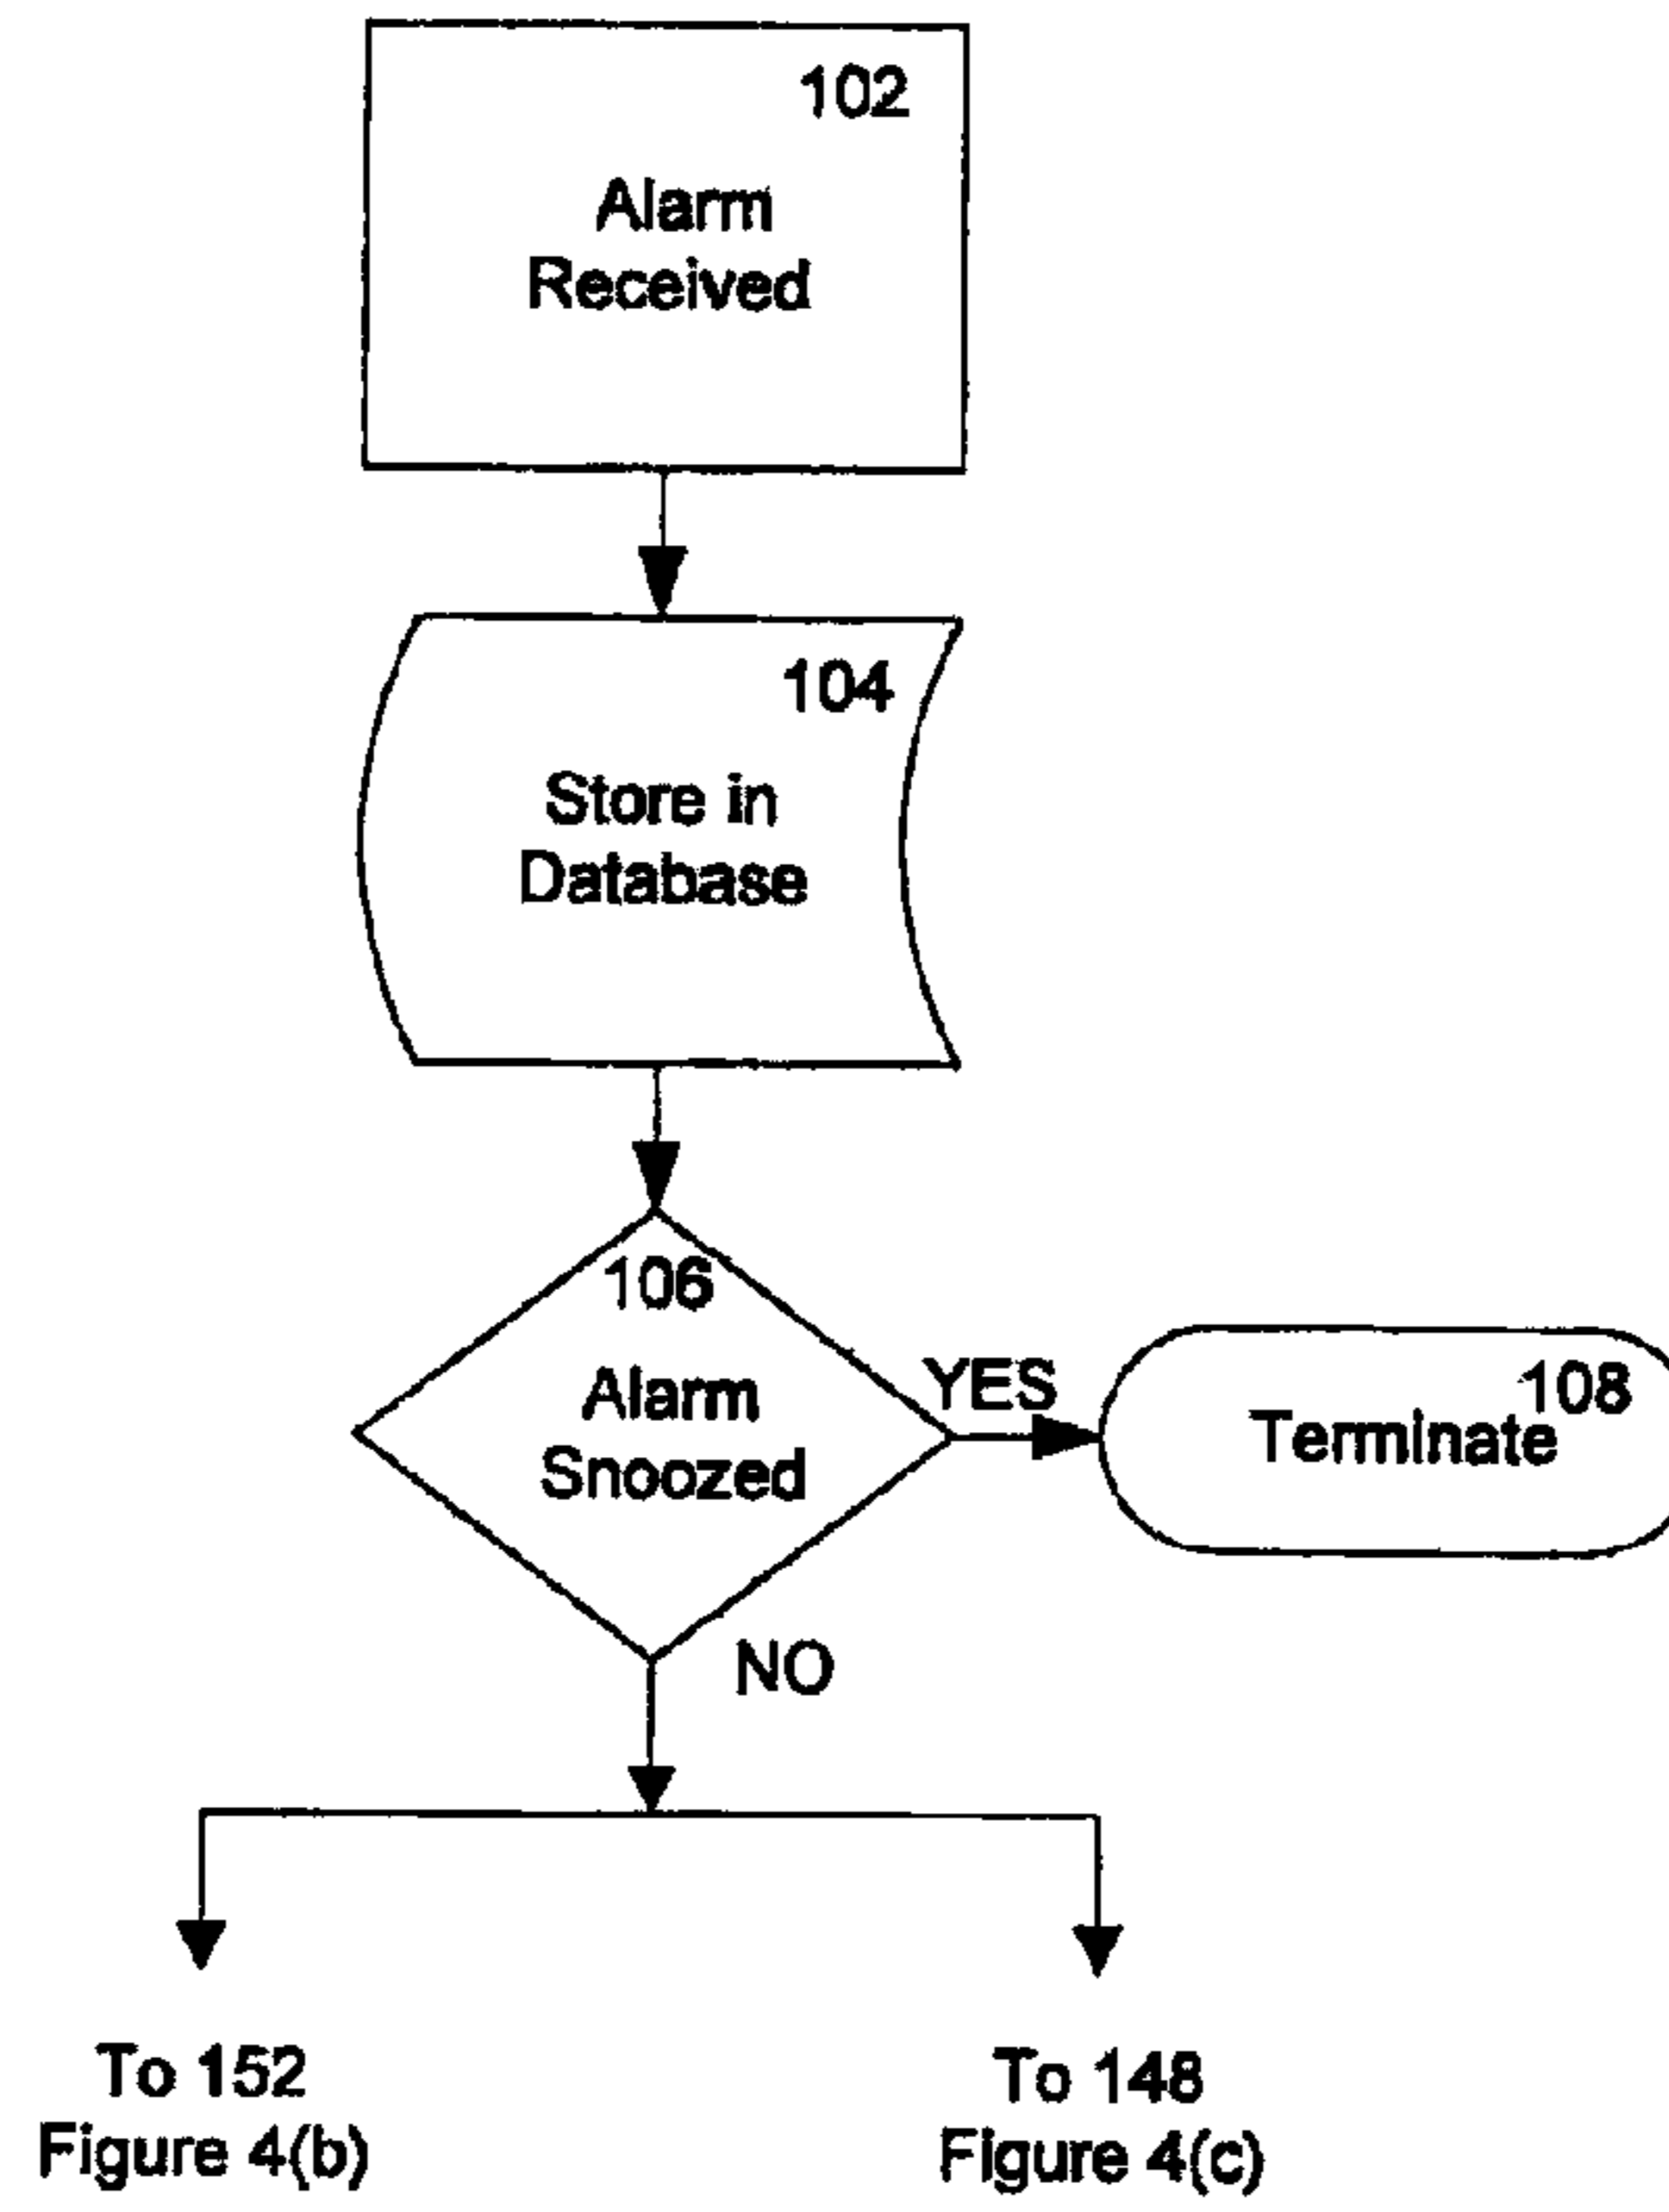 102
Alarm
Received
104
Store in
Database
106
Alarm
Snoozed
YES
108
Terminate
NO
To 152
Figure 4(b)
To 148
Figure 4(c)